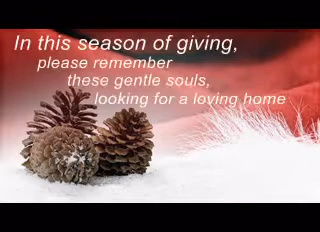 In this season of giving,
please remember
these gentle souls,
looking for a loving home